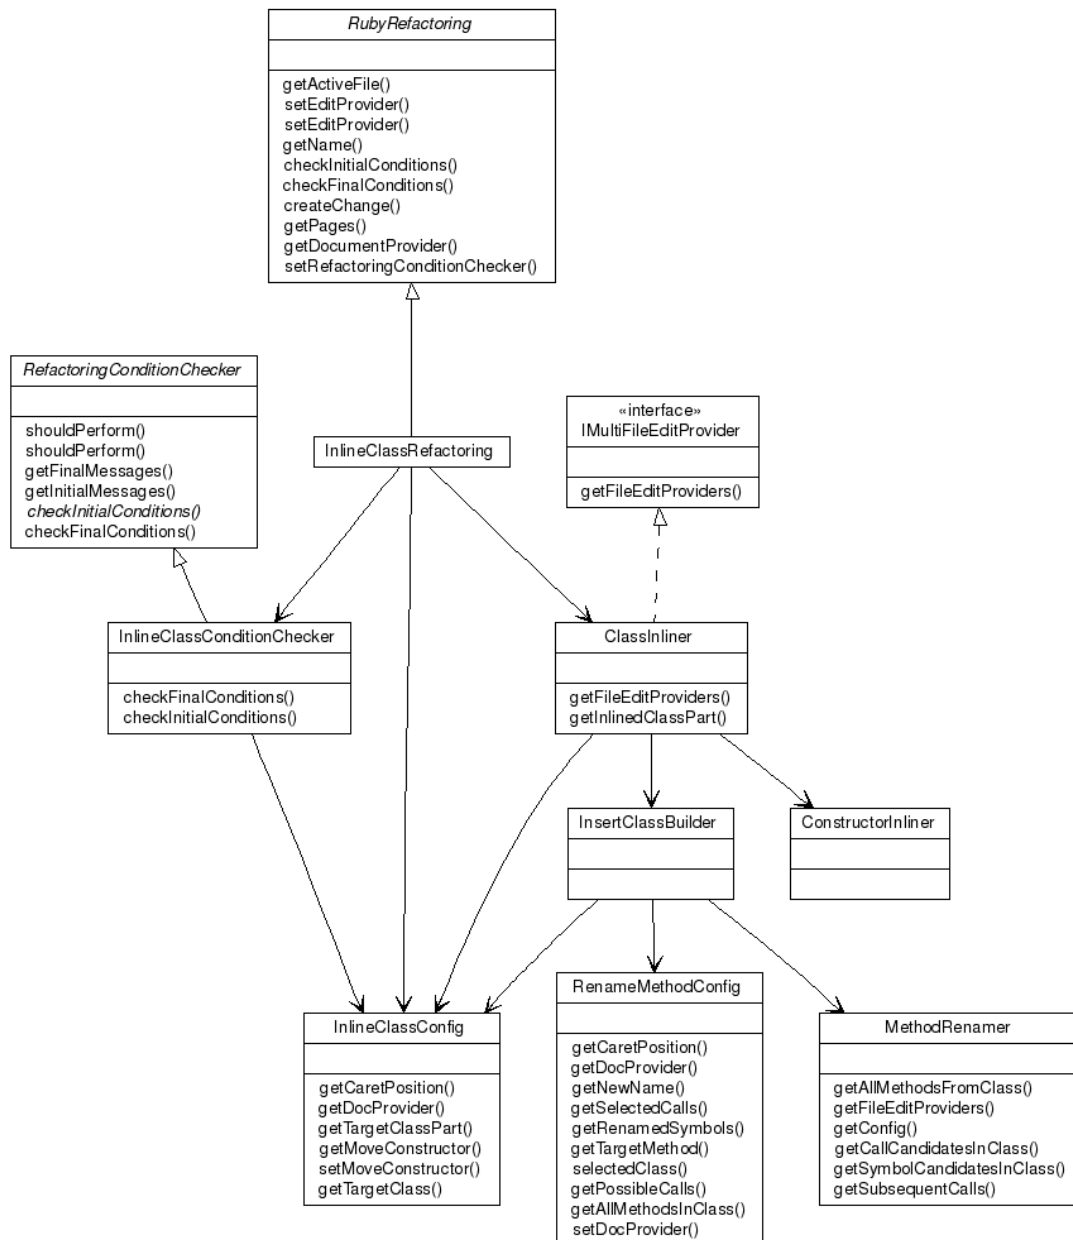 RubyRefactoring
getActiveFile()
setEditProvider()
setEditProvider()
getName()
checkInitialConditions()
checkFinalConditions()
createChange()
getPages()
getDocumentProvider()
setRefactoringConditionChecker()
RefactoringConditionChecker
shouldPerform()
shouldPerform()
getFinalMessages()
getInitialMessages()
checkInitialConditions()
checkFinalConditions()
InlineClassRefactoring
«interface»
IMultiFileEditProvider
getFileEditProviders()
InlineClassConditionChecker
checkFinalConditions()
checkInitialConditions()
ClassInliner
getFileEditProviders()
getInlinedClassPart()
InsertClassBuilder
ConstructorInliner
InlineClassConfig
getCaretPosition()
getDocProvider()
getTargetClassPart()
getMoveConstructor()
setMoveConstructor()
getTargetClass()
RenameMethodConfig
getCaretPosition()
getDocProvider()
getNewName()
getSelectedCalls()
getRenamedSymbols()
getTargetMethod()
selectedClass()
getPossibleCalls()
getAllMethodsInClass()
setDocProvider()
MethodRenamer
getAllMethodsFromClass()
getFileEditProviders()
getConfig()
getCallCandidatesInClass()
getSymbolCandidatesInClass()
getSubsequentCalls()